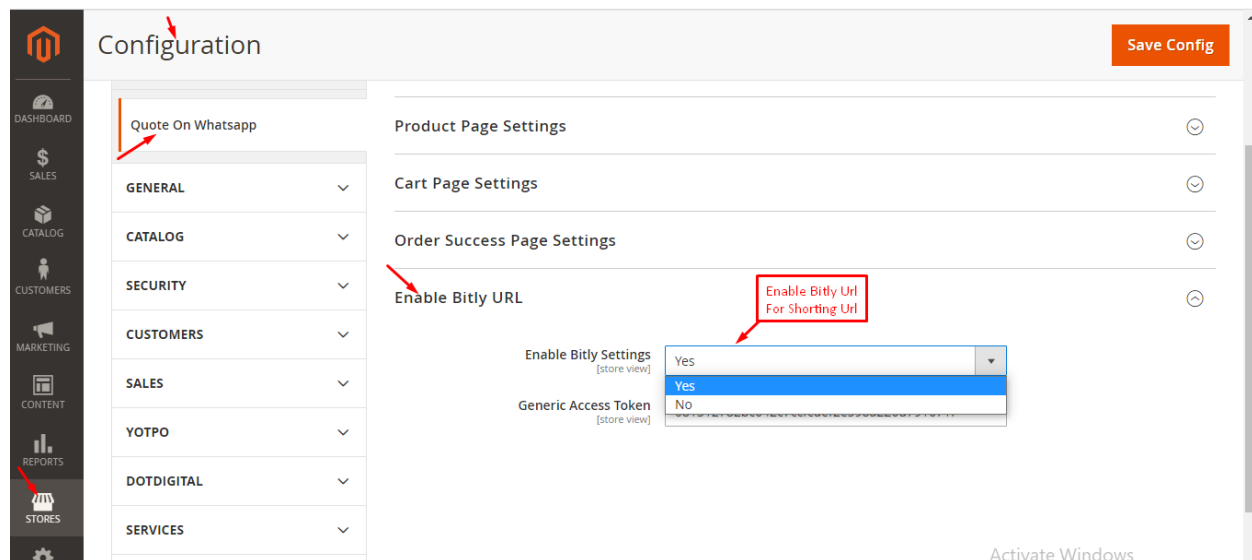 Configuration
Save Config
DASHBOARD
SALES
CATALOG
CUSTOMERS
MARKETING
CONTENT
REPORTS
STORES
Quote On Whatsapp
GENERAL
CATALOG
SECURITY
CUSTOMERS
SALES
YOTPO
DOTDIGITAL
SERVICES
Product Page Settings
Cart Page Settings
Order Success Page Settings
Enable Bitly URL
Enable Bitly Url
For Shorting Url
Enable Bitly Settings
[store view]
Yes
Yes
No
Generic Access Token
[store view]
Activate Windows